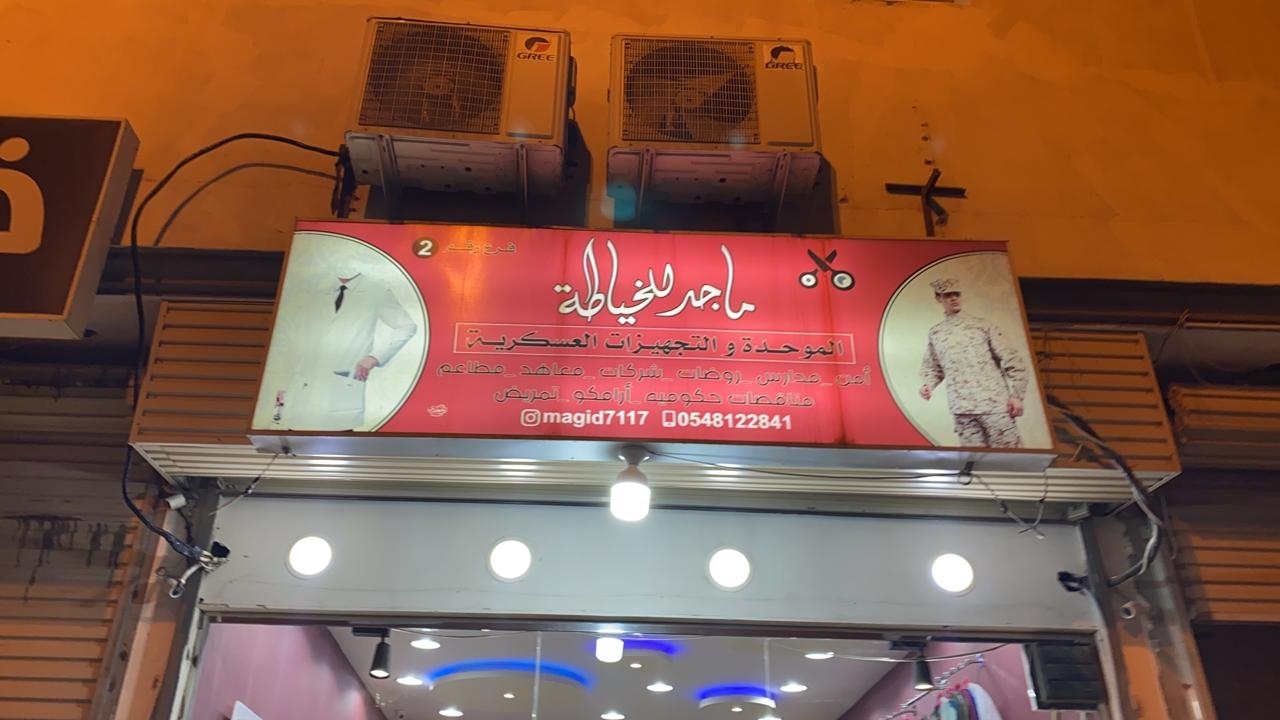 GREE
GREE
ف
فرع رقم 2
ماجد للخياطة
الموحدة و التجهيزات العسكرية
أمن _ مدارس _ روضات _ شركات _ معاهد _ مطاعم
مناقصات حكوميه _ أرامكو _ تمريض
magid7117 0548122841